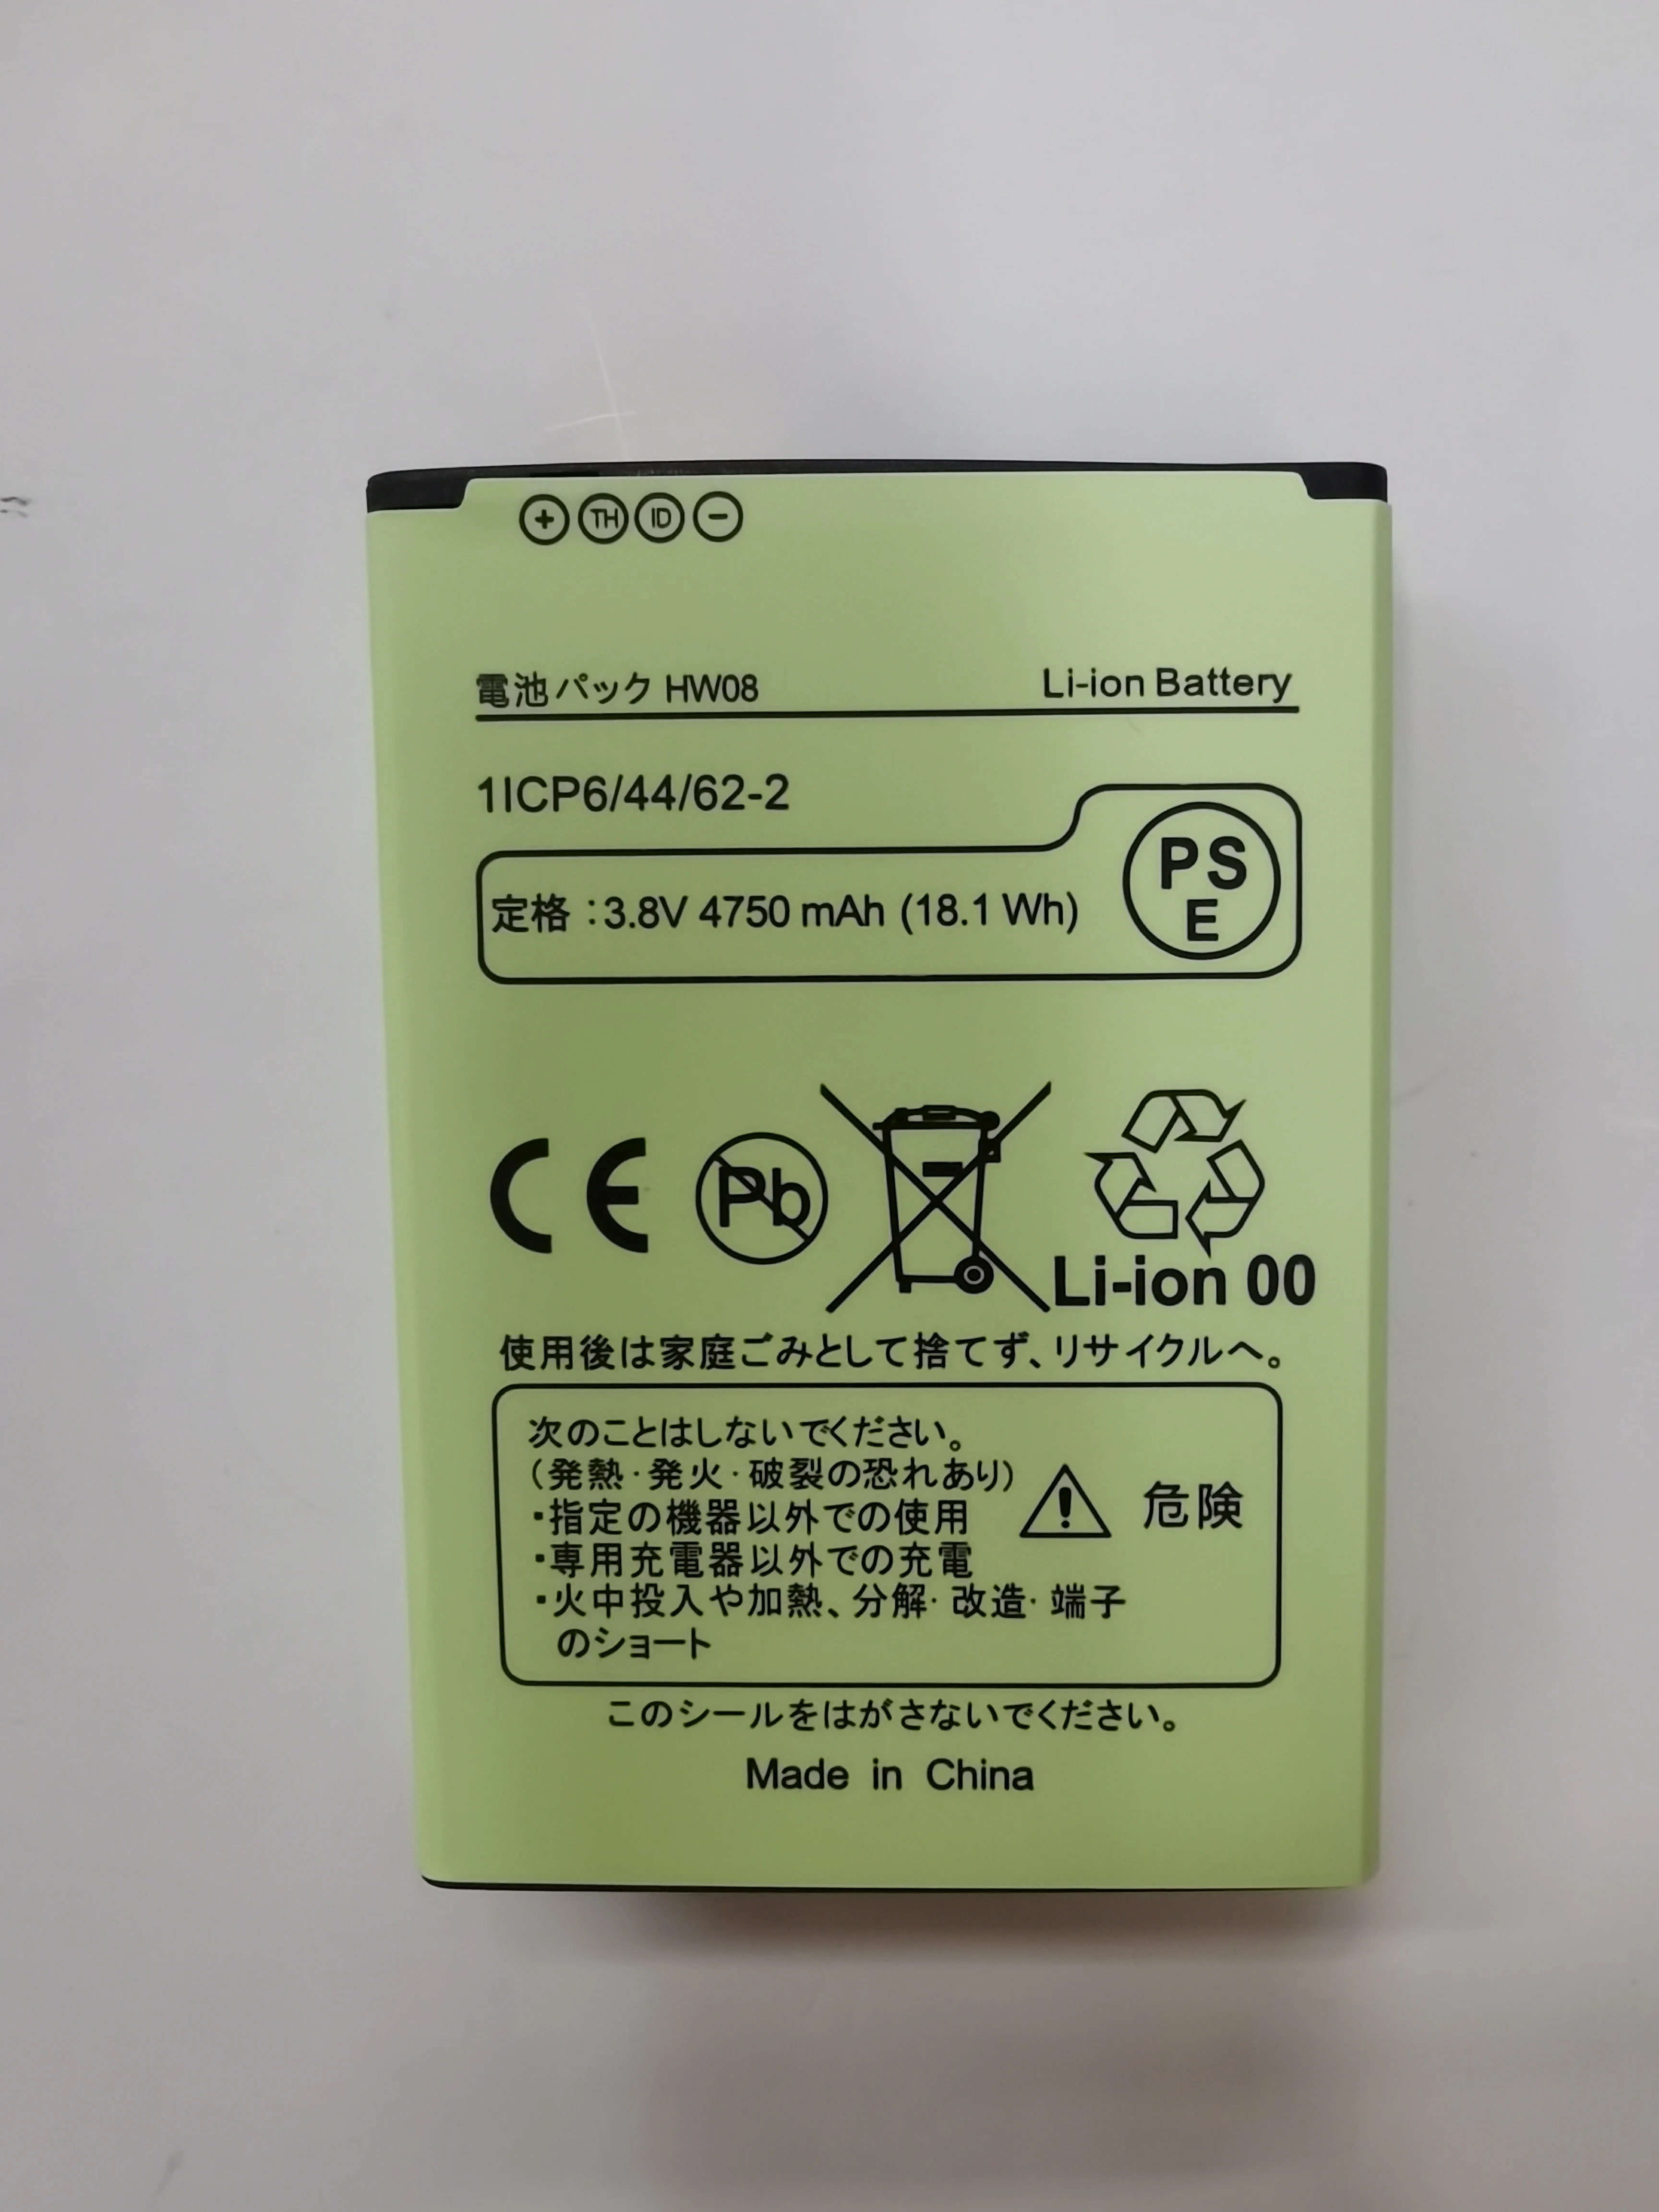 + TH ID −
電池パック HW08 Li-ion Battery
1ICP6/44/62-2
定格：3.8V 4750 mAh (18.1 Wh)
PS
E
CE Pb
Li-ion 00
使用後は家庭ごみとして捨てず、リサイクルへ。
次のことはしないでください。
（発熱・発火・破裂の恐れあり）
・指定の機器以外での使用
・専用充電器以外での充電
・火中投入や加熱、分解・改造・端子
のショート
危険
このシールをはがさないでください。
Made in China